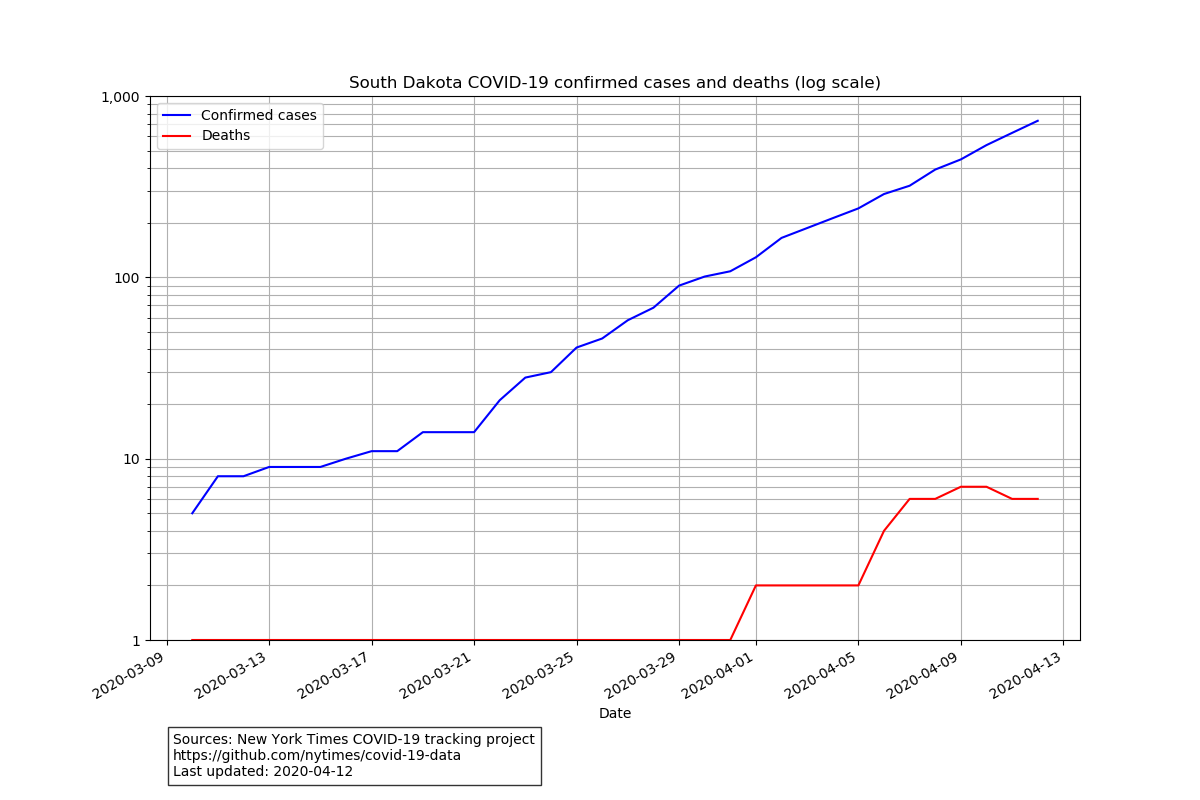 South Dakota COVID-19 confirmed cases and deaths (log scale)
1,000
Confirmed cases
Deaths
100
10
1
2020-03-09
2020-03-13
2020-03-17
2020-03-21
2020-03-25
2020-03-29
2020-04-01
2020-04-05
2020-04-09
2020-04-13
Date
Sources: New York Times COVID-19 tracking project
https://github.com/nytimes/covid-19-data
Last updated: 2020-04-12